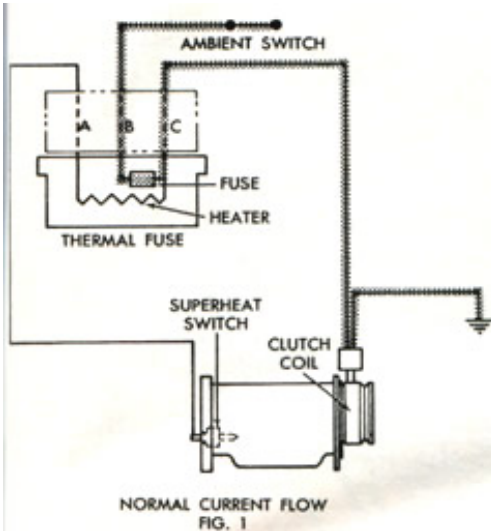 AMBIENT SWITCH
A B C
FUSE
HEATER
THERMAL FUSE
SUPERHEAT
SWITCH
CLUTCH
COIL
NORMAL CURRENT FLOW
FIG. 1